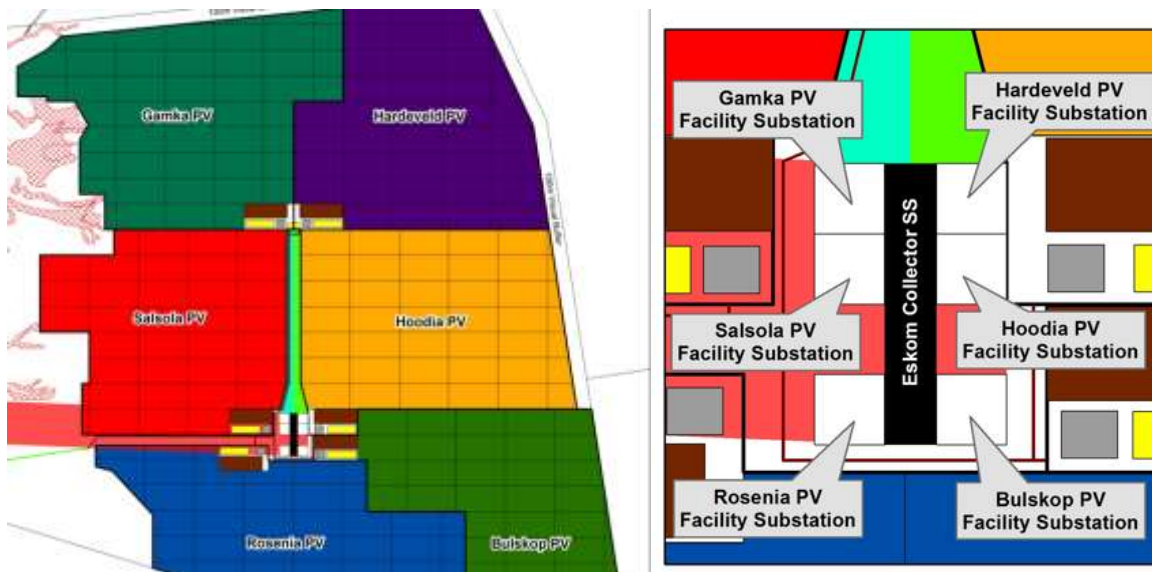 Gamka PV
Hardeveld PV
Salsola PV
Hoodia PV
Rosenia PV
Bulskop PV
Gamka PV
Facility Substation
Hardeveld PV
Facility Substation
Eskom Collector SS
Salsola PV
Facility Substation
Hoodia PV
Facility Substation
Rosenia PV
Facility Substation
Bulskop PV
Facility Substation